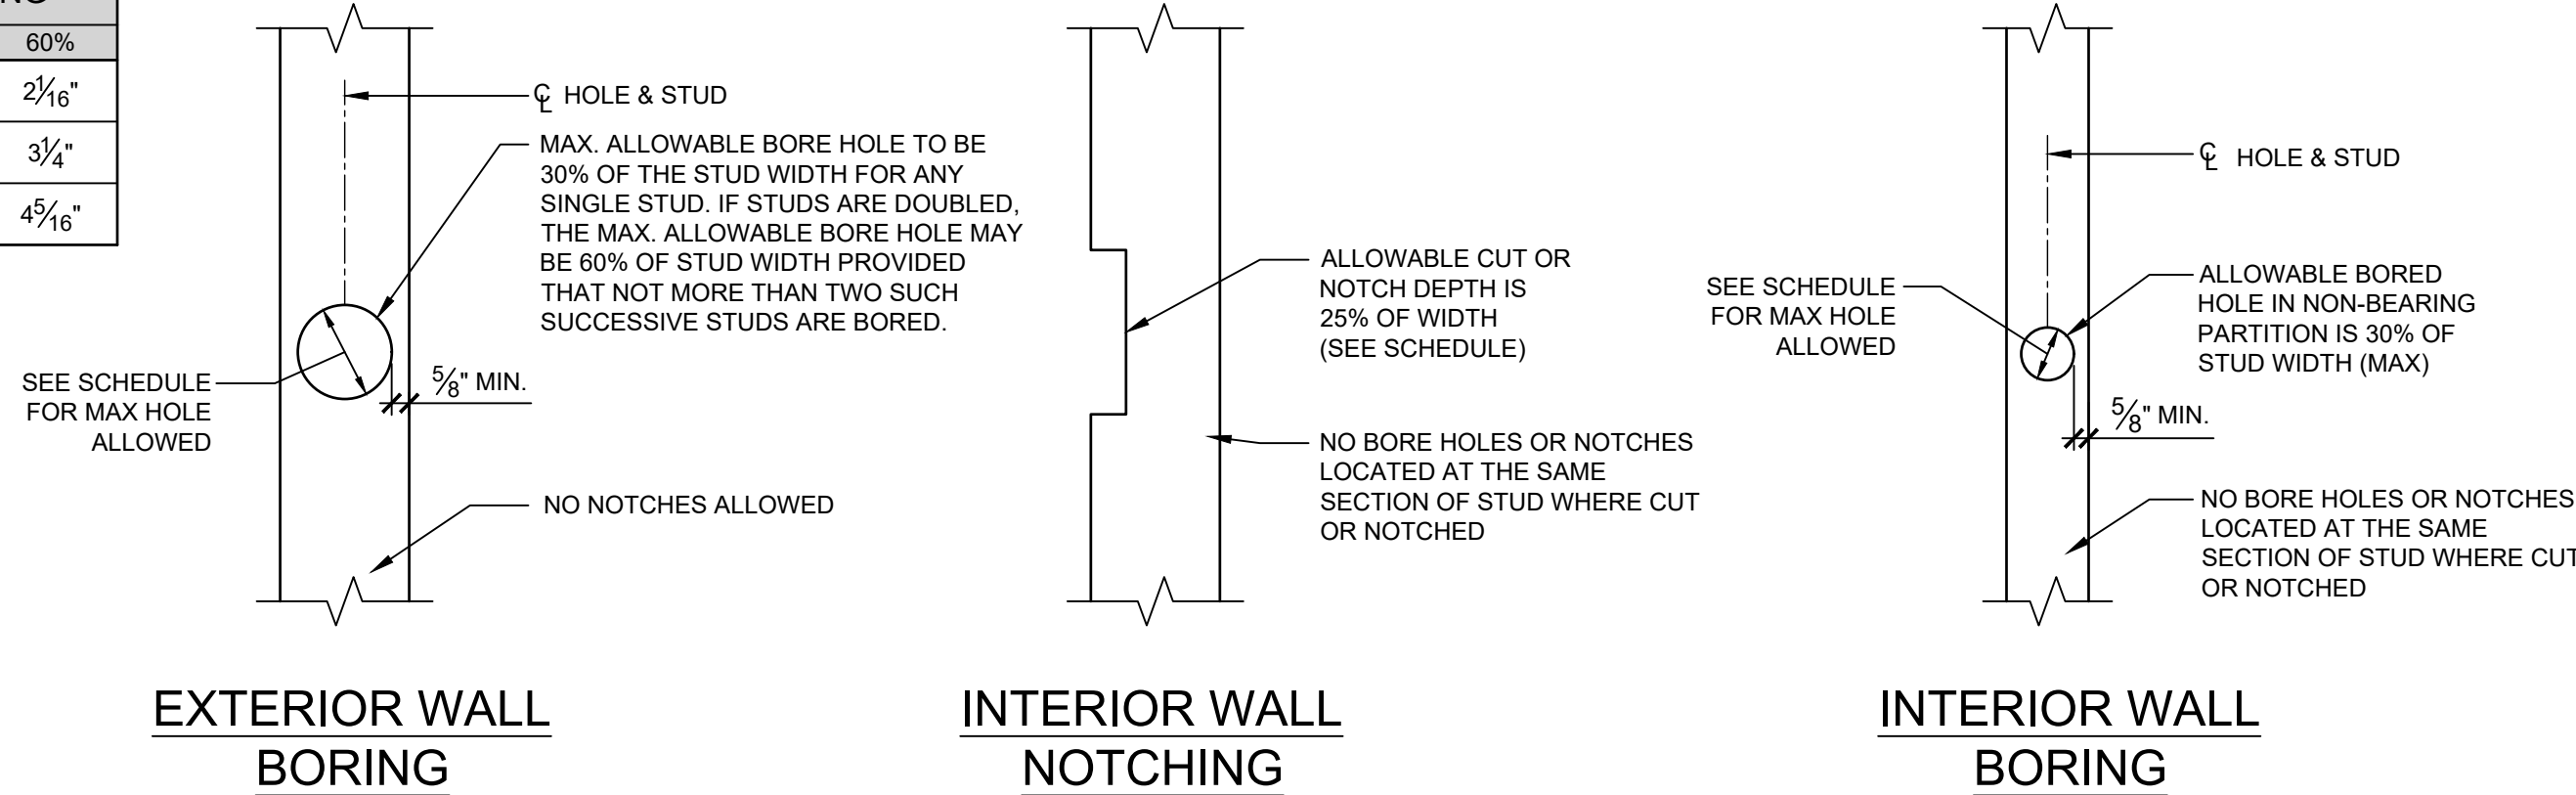 60%
2 1/16"
3 1/4"
4 5/16"
℄ HOLE & STUD
MAX. ALLOWABLE BORE HOLE TO BE
30% OF THE STUD WIDTH FOR ANY
SINGLE STUD. IF STUDS ARE DOUBLED,
THE MAX. ALLOWABLE BORE HOLE MAY
BE 60% OF STUD WIDTH PROVIDED
THAT NOT MORE THAN TWO SUCH
SUCCESSIVE STUDS ARE BORED.
SEE SCHEDULE
FOR MAX HOLE
ALLOWED
5/8" MIN.
NO NOTCHES ALLOWED
EXTERIOR WALL
BORING
ALLOWABLE CUT OR
NOTCH DEPTH IS
25% OF WIDTH
(SEE SCHEDULE)
NO BORE HOLES OR NOTCHES
LOCATED AT THE SAME
SECTION OF STUD WHERE CUT
OR NOTCHED
INTERIOR WALL
NOTCHING
℄ HOLE & STUD
SEE SCHEDULE
FOR MAX HOLE
ALLOWED
ALLOWABLE BORED
HOLE IN NON-BEARING
PARTITION IS 30% OF
STUD WIDTH (MAX)
5/8" MIN.
NO BORE HOLES OR NOTCHES
LOCATED AT THE SAME
SECTION OF STUD WHERE CUT
OR NOTCHED
INTERIOR WALL
BORING